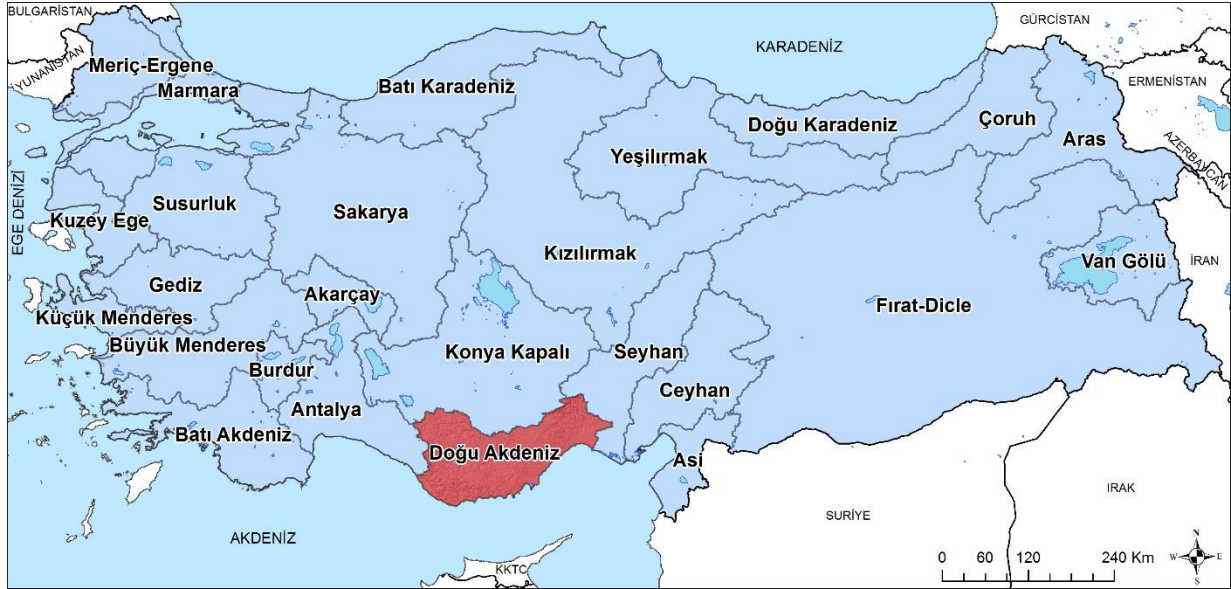 BULGARİSTAN
GÜRCİSTAN
KARADENİZ
YUNANİSTAN
Meriç-Ergene
Marmara
Batı Karadeniz
ERMENİSTAN
Doğu Karadeniz
Çoruh
Aras
AZERBAYCAN
Yeşilırmak
Susurluk
Sakarya
EGE DENİZİ
Kuzey Ege
Kızılırmak
Van Gölü
İRAN
Gediz
Akarçay
Fırat-Dicle
Küçük Menderes
Büyük Menderes
Konya Kapalı
Seyhan
Burdur
Ceyhan
Antalya
Batı Akdeniz
Doğu Akdeniz
Asi
IRAK
SURİYE
AKDENİZ
KKTC
0 60 120 240 Km
N
W E
S